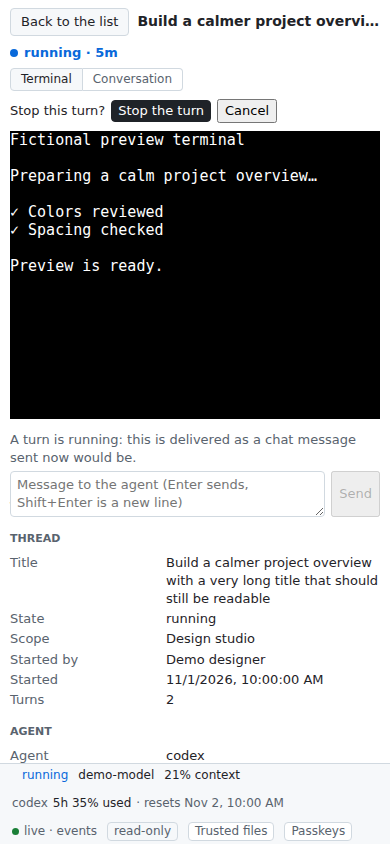 Back to the list Build a calmer project overvi...
running · 5m
Terminal Conversation
Stop this turn? Stop the turn Cancel
Fictional preview terminal
Preparing a calm project overview…
✓ Colors reviewed
✓ Spacing checked
Preview is ready.
A turn is running: this is delivered as a chat message
sent now would be.
Message to the agent (Enter sends,
Shift+Enter is a new line)
Send
THREAD
Title Build a calmer project overview
with a very long title that should
still be readable
State running
Scope Design studio
Started by Demo designer
Started 11/1/2026, 10:00:00 AM
Turns 2
AGENT
Agent codex
running demo-model 21% context
codex 5h 35% used · resets Nov 2, 10:00 AM
live · events read-only Trusted files Passkeys